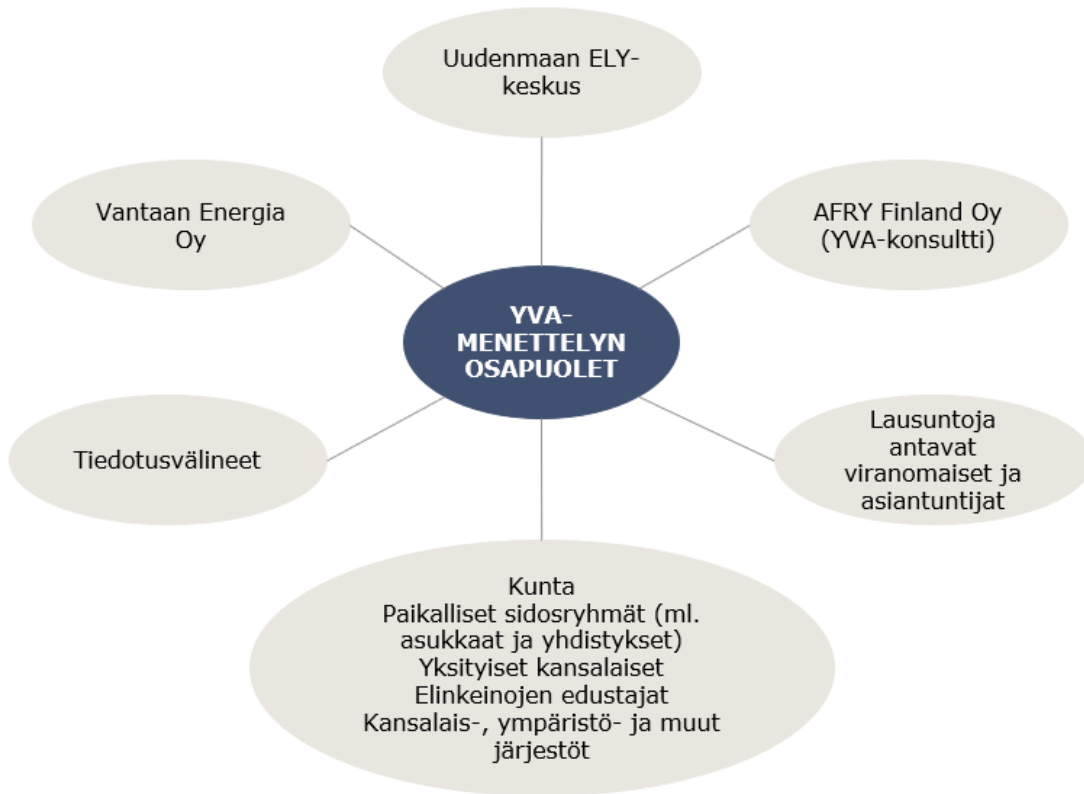 Uudenmaan ELY-
keskus
Vantaan Energia
Oy
AFRY Finland Oy
(YVA-konsultti)
YVA-
MENETTELYN
OSAPUOLET
Tiedotusvälineet
Lausuntoja
antavat
viranomaiset ja
asiantuntijat
Kunta
Paikalliset sidosryhmät (ml.
asukkaat ja yhdistykset)
Yksityiset kansalaiset
Elinkeinojen edustajat
Kansalais-, ympäristö- ja muut
järjestöt